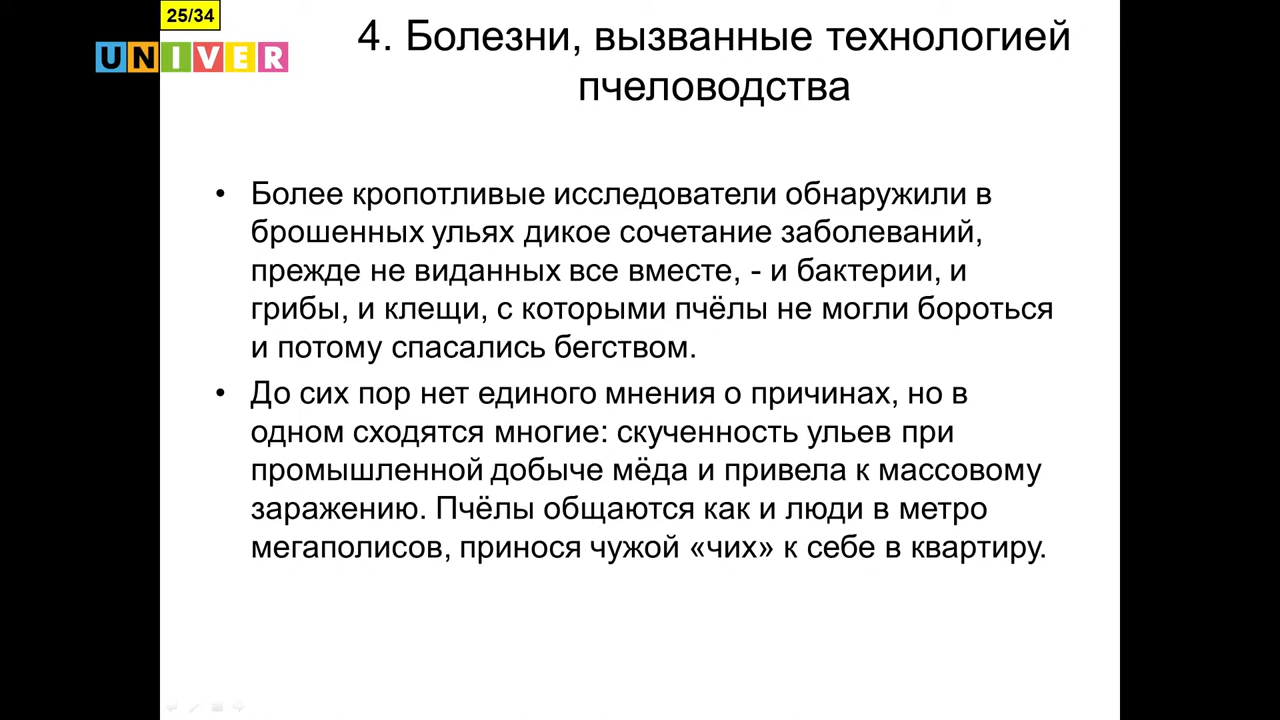 25/34
UNIVER
4. Болезни, вызванные технологией
пчеловодства
• Более кропотливые исследователи обнаружили в
брошенных ульях дикое сочетание заболеваний,
прежде не виданных все вместе, - и бактерии, и
грибы, и клещи, с которыми пчёлы не могли бороться
и потому спасались бегством.
• До сих пор нет единого мнения о причинах, но в
одном сходятся многие: скученность ульев при
промышленной добыче мёда и привела к массовому
заражению. Пчёлы общаются как и люди в метро
мегаполисов, принося чужой «чих» к себе в квартиру.